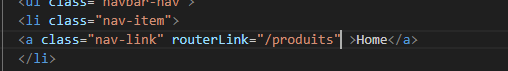 <ul class="navbar-nav">
<li class="nav-item">
<a class="nav-link" routerLink="/produits" >Home</a>
</li>